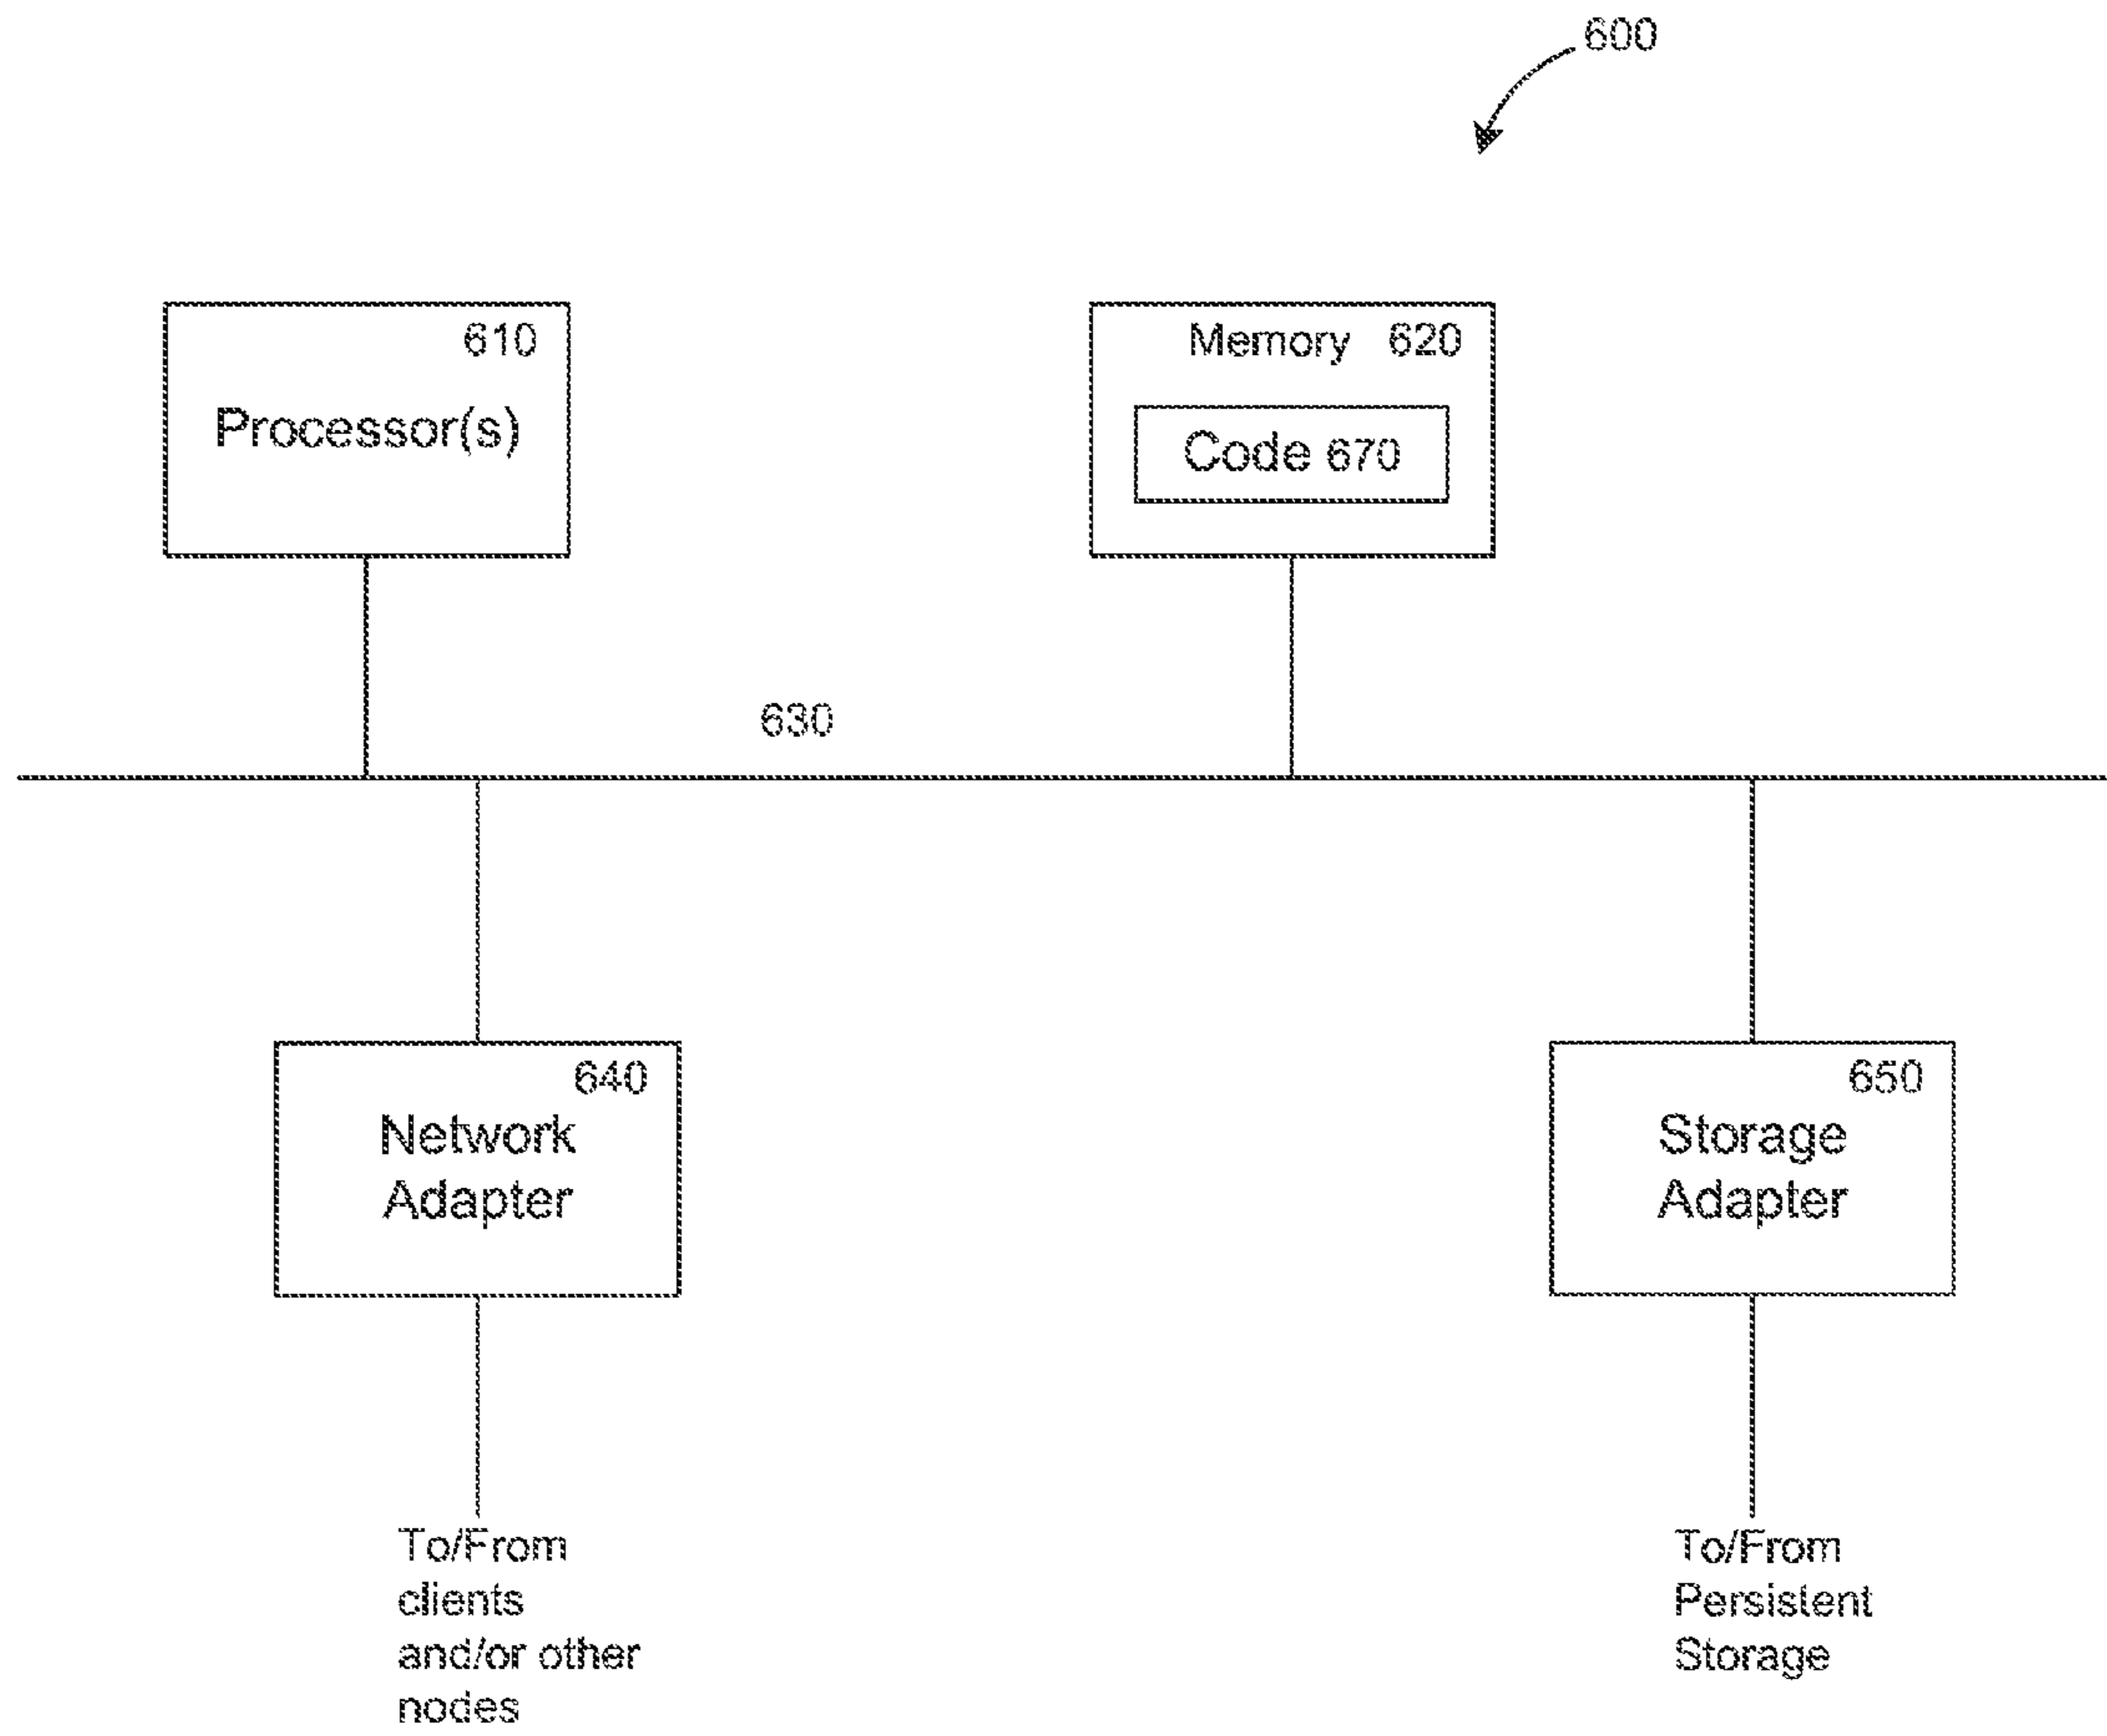 600
610
Processor(s)
Memory 620
Code 670
630
640
Network
Adapter
650
Storage
Adapter
To/From
clients
and/or other
nodes
To/From
Persistent
Storage